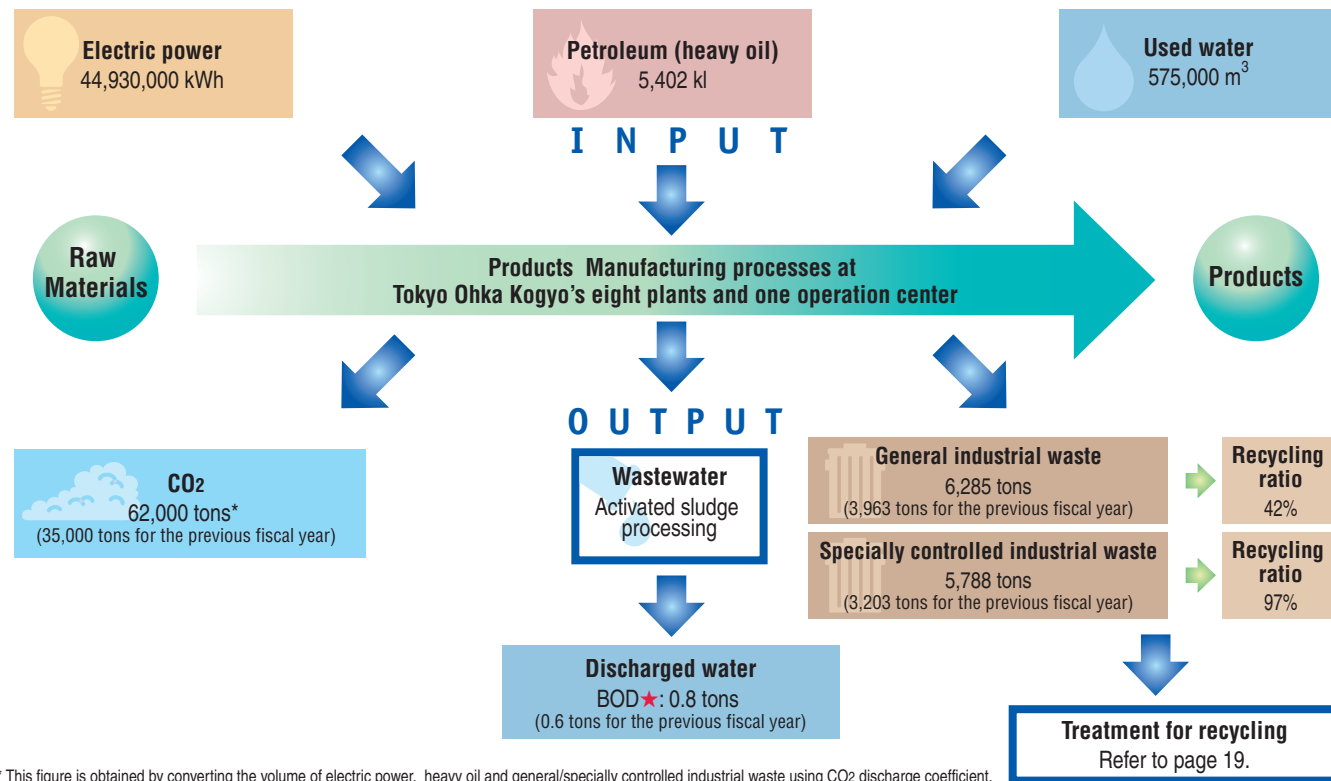 Electric power
44,930,000 kWh
Petroleum (heavy oil)
5,402 kl
Used water
575,000 m³
INPUT
Raw
Materials
Products Manufacturing processes at
Tokyo Ohka Kogyo's eight plants and one operation center
Products
OUTPUT
CO₂
62,000 tons*
(35,000 tons for the previous fiscal year)
Wastewater
Activated sludge
processing
General industrial waste
6,285 tons
(3,963 tons for the previous fiscal year)
Recycling
ratio
42%
Specially controlled industrial waste
5,788 tons
(3,203 tons for the previous fiscal year)
Recycling
ratio
97%
Discharged water
BOD★: 0.8 tons
(0.6 tons for the previous fiscal year)
Treatment for recycling
Refer to page 19.
* This figure is obtained by converting the volume of electric power, heavy oil and general/specially controlled industrial waste using CO₂ discharge coefficient.